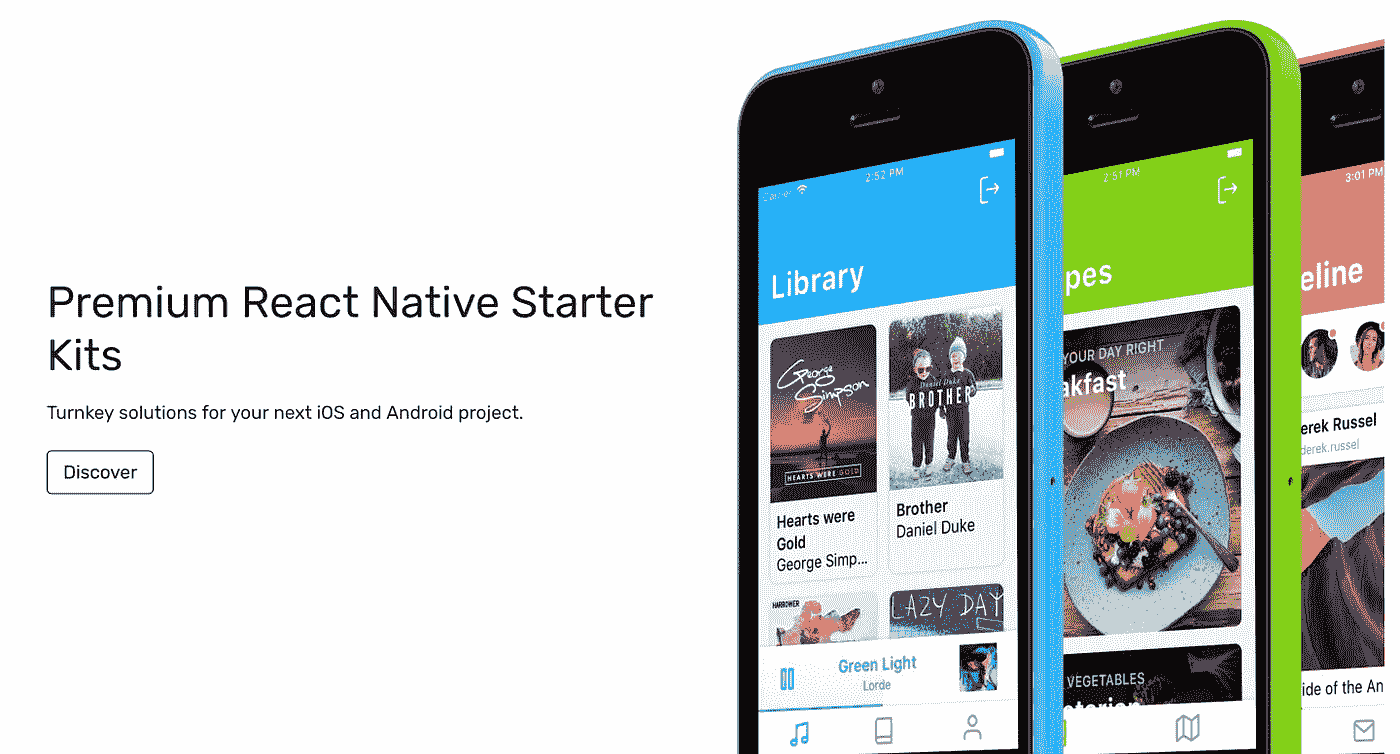 Premium React Native Starter
Kits
Turnkey solutions for your next iOS and Android project.
Discover
Carrier
2:52 PM
Library
George
Simpson
HEARTS WERE GOLD
Daniel Duke
BROTHER
Hearts were
Gold
George Simp...
Brother
Daniel Duke
HARROWER
LAZY DAY
Green Light
Lorde
2:51 PM
pes
YOUR DAY RIGHT
akfast
VEGETABLES
3:01 PM
eline
erek Russel
derek.russel
ide of the An